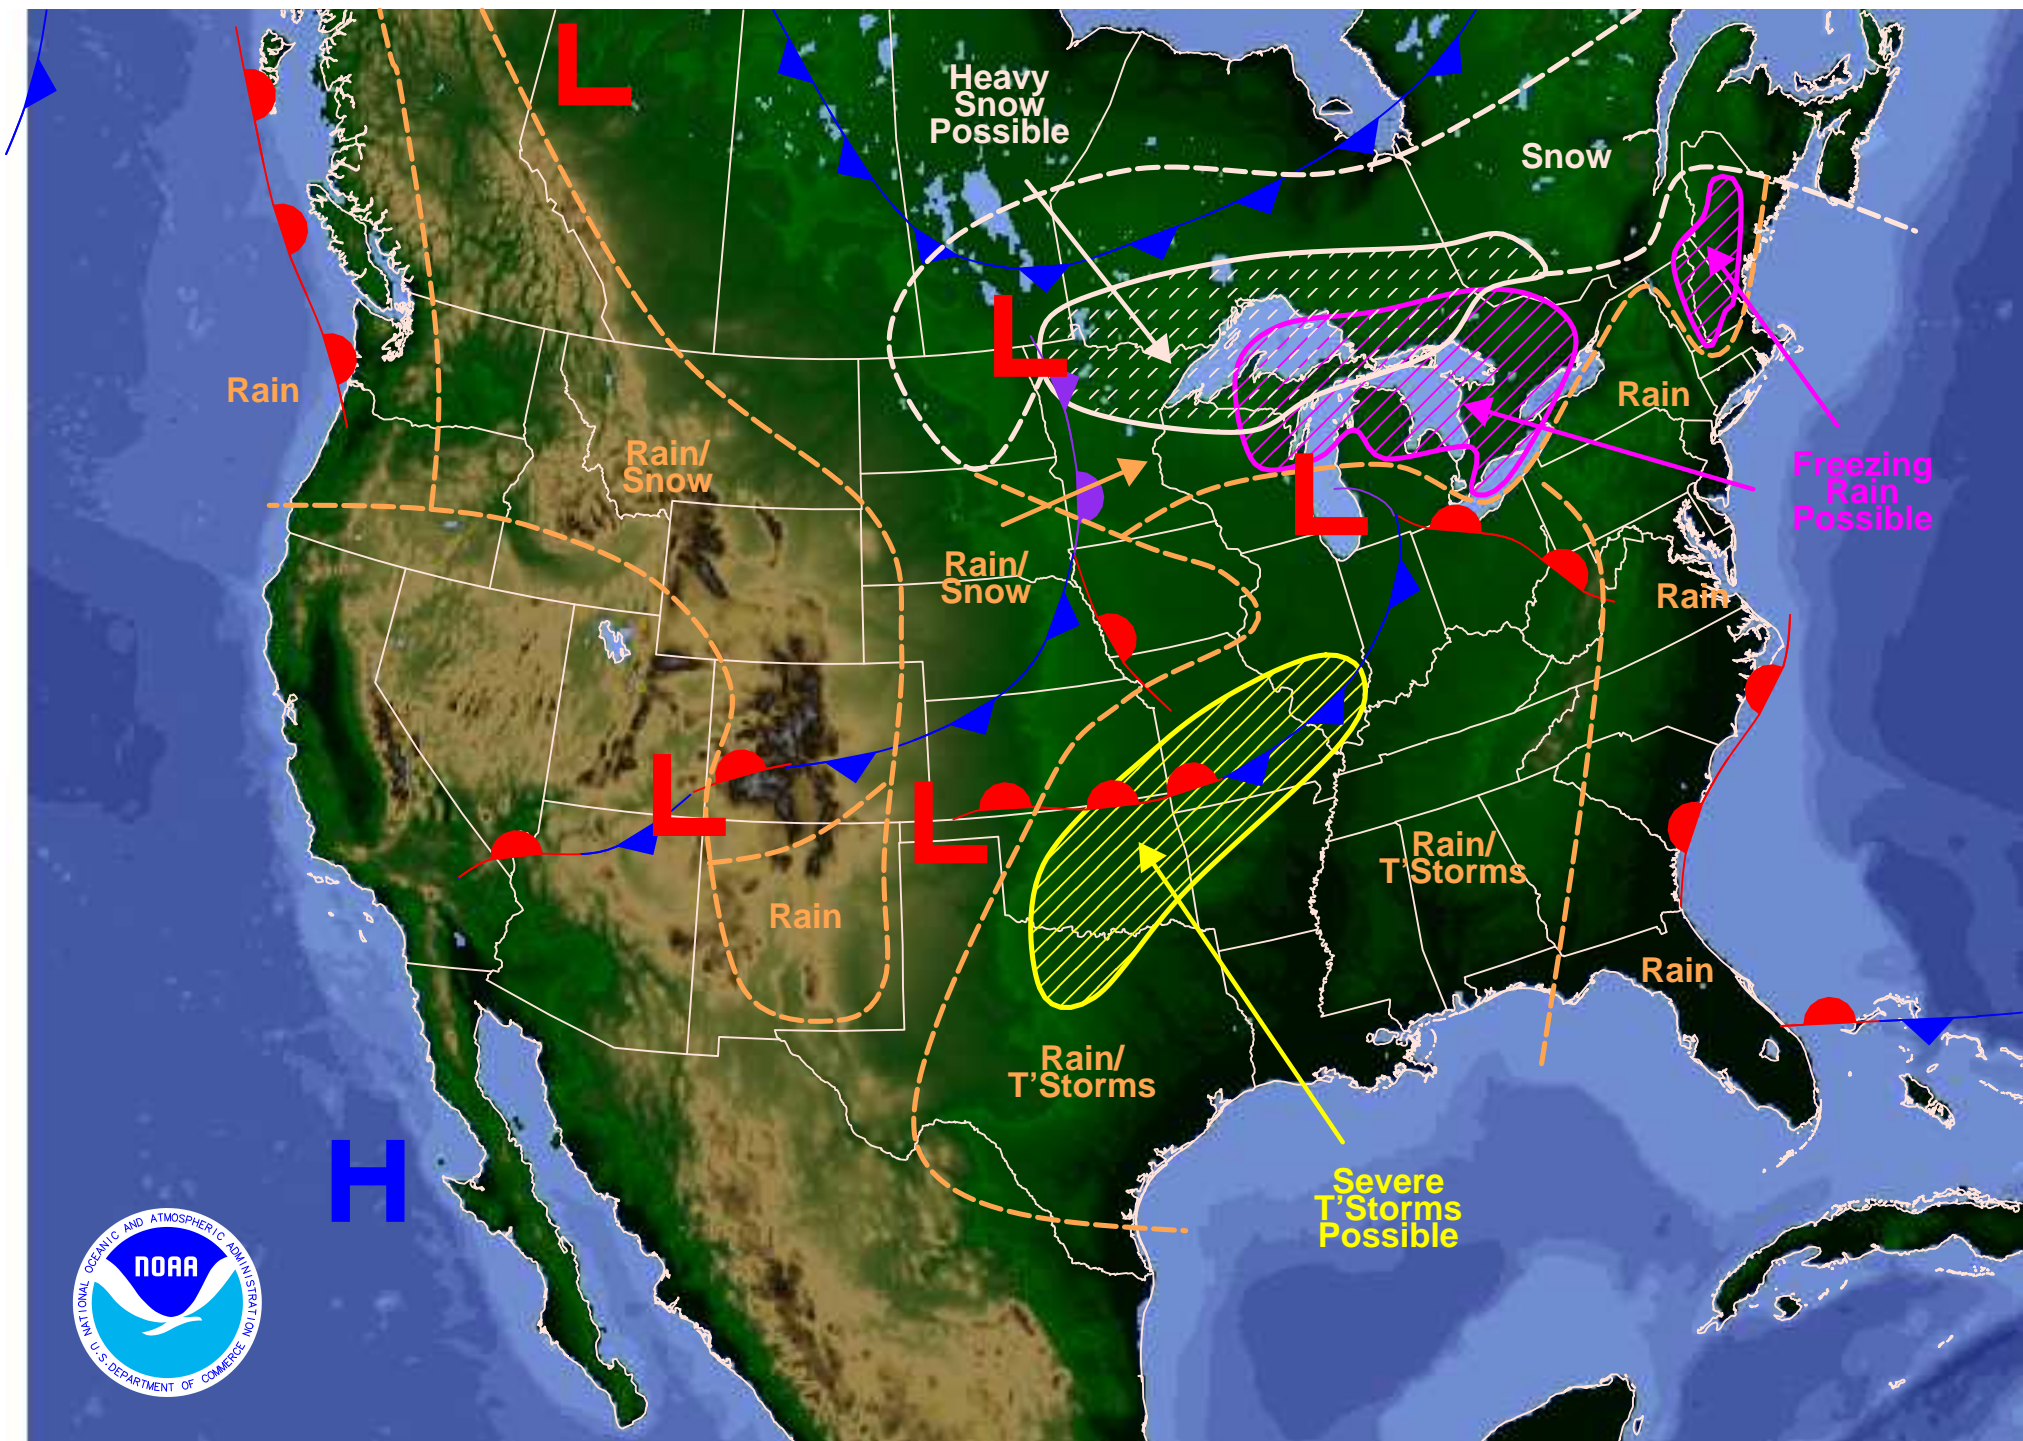 L
Heavy
Snow
Possible
Snow
L
Rain
Rain/
Snow
Rain
Freezing
Rain
Possible
L
Rain/
Snow
Rain
L
L
Rain/
T'Storms
Rain
Rain
Rain/
T'Storms
H
Severe
T'Storms
Possible
NATIONAL OCEANIC AND ATMOSPHERIC ADMINISTRATION
NOAA
U.S. DEPARTMENT OF COMMERCE